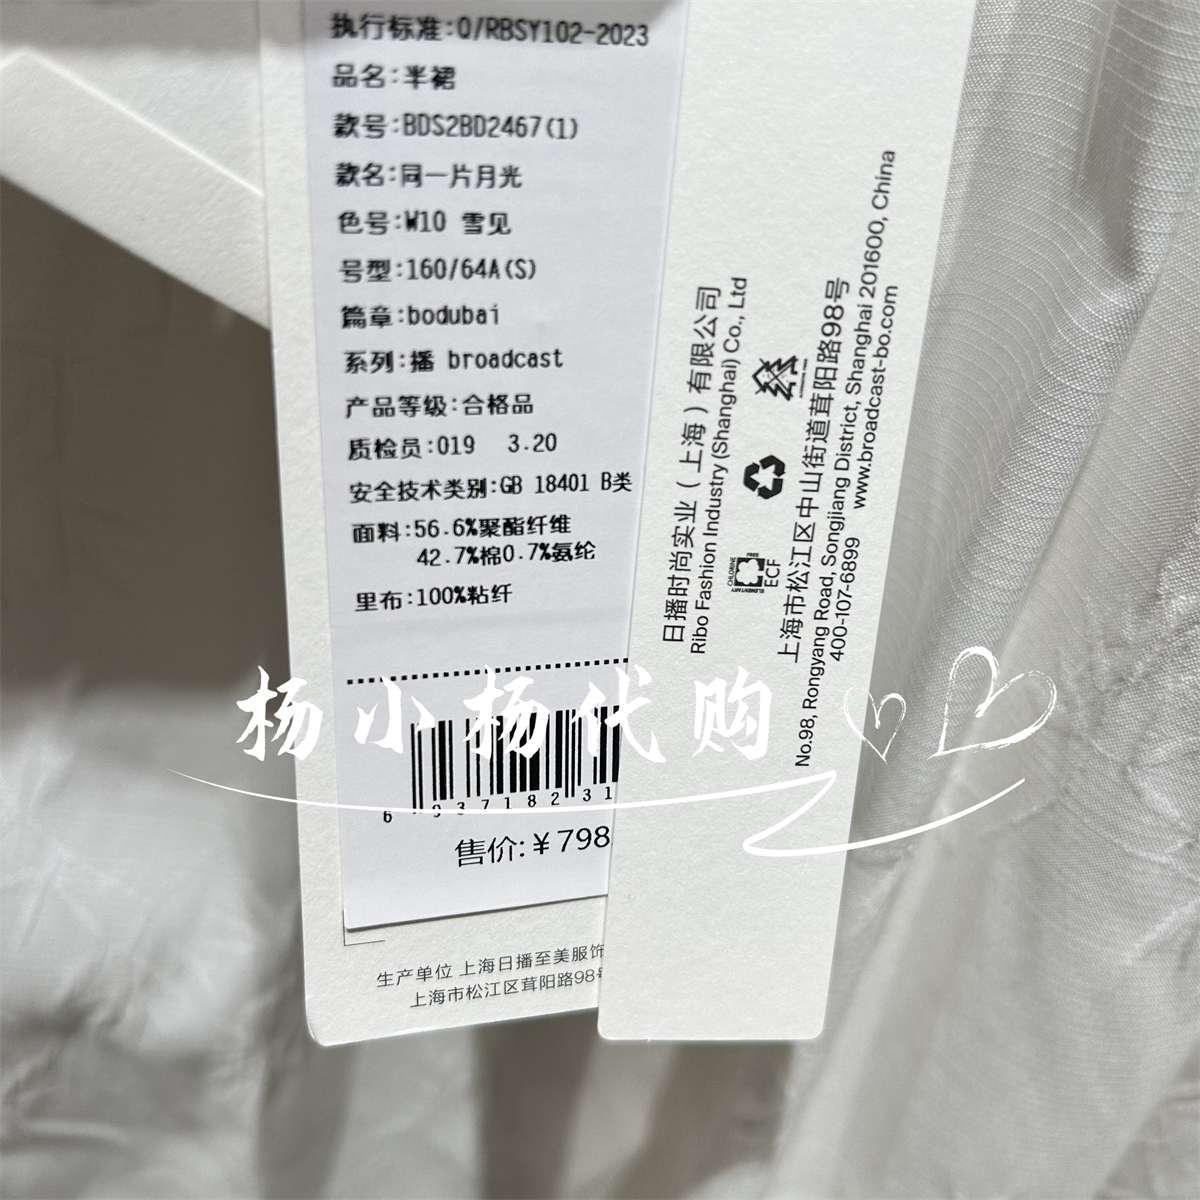 执行标准:Q/RBSY102-2023
品名:半裙
款号:BDS2BD2467(1)
款名:同一片月光
色号:W10 雪见
号型:160/64A(S)
篇章:bodubai
系列:播 broadcast
产品等级:合格品
质检员:019 3.20
安全技术类别:GB 18401 B类
面料:56.6%聚酯纤维
42.7%棉0.7%氨纶
里布:100%粘纤
6 937182 31
售价:¥798
生产单位 上海日播至美服饰
上海市松江区茸阳路98号
日播时尚实业(上海)有限公司
Ribo Fashion Industry (Shanghai) Co., Ltd
CHLORINE
FREE
ELEMENTARY
ECF
上海市松江区中山街道茸阳路98号
No.98, Rongyang Road, Songjiang District, Shanghai 201600, China
400-107-6899 www.broadcast-bo.com
杨小杨代购